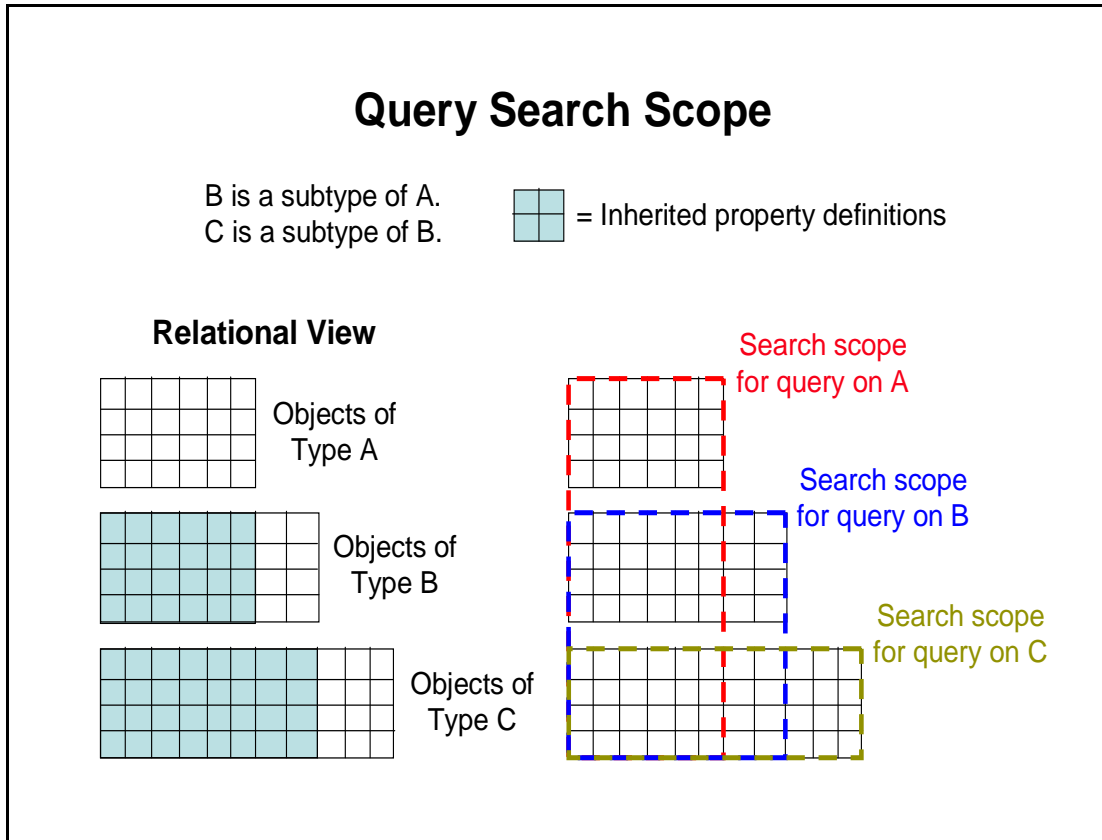 Query Search Scope
B is a subtype of A.
C is a subtype of B.
= Inherited property definitions
Relational View
Objects of
Type A
Objects of
Type B
Objects of
Type C
Search scope
for query on A
Search scope
for query on B
Search scope
for query on C